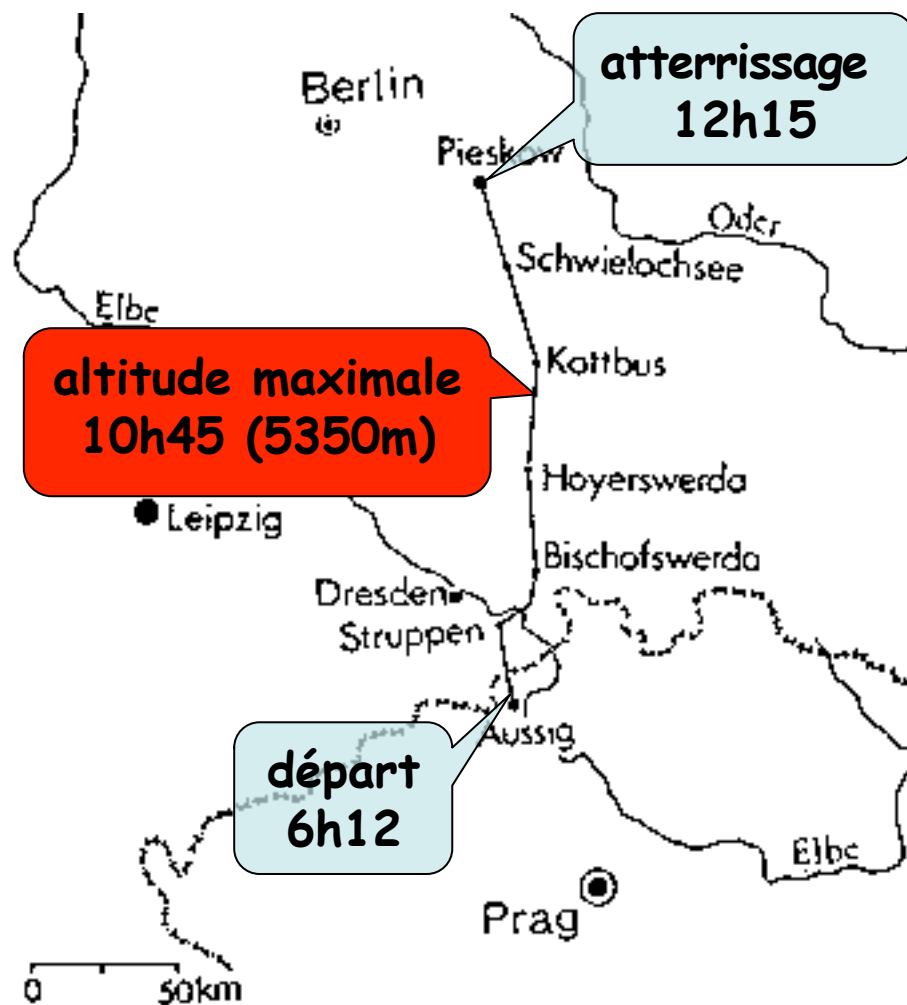 atterrissage
12h15
Berlin
Pieskow
Oder
Schwielochsee
Elbe
altitude maximale
10h45 (5350m)
Kottbus
Hoyerswerda
Leipzig
Bischofswerda
Dresden
Struppen
Aussig
départ
6h12
Elbe
Prag
0 50km